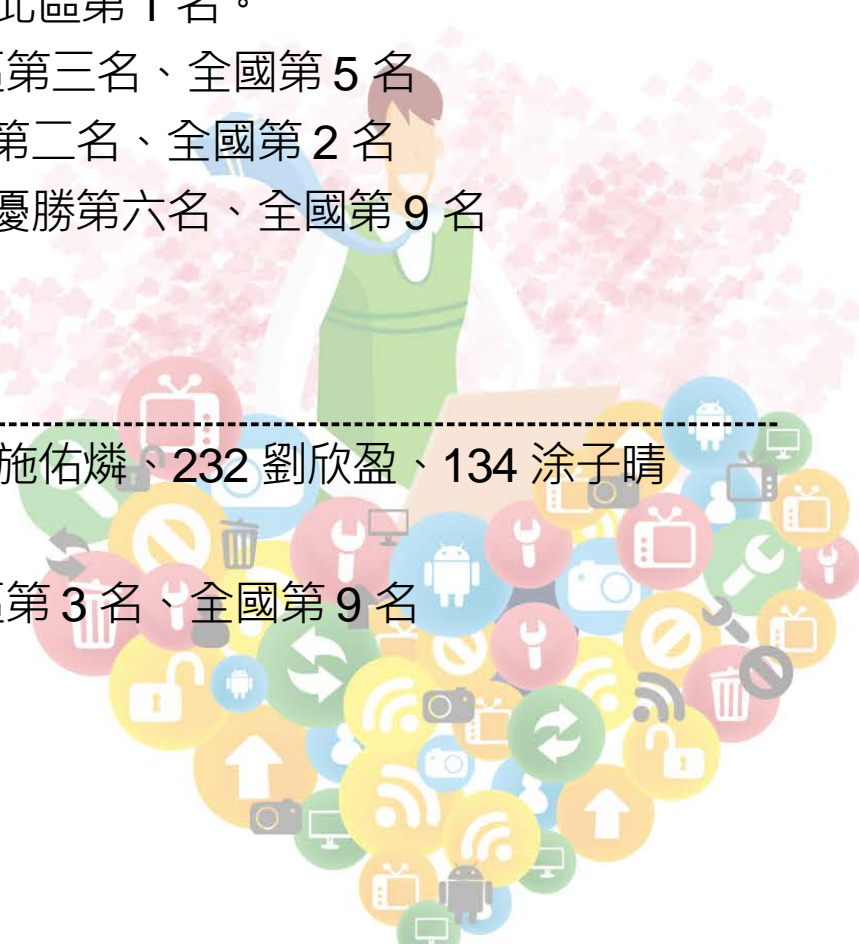 北區第 1 名。
區第三名、全國第 5 名
第二名、全國第 2 名
優勝第六名、全國第 9 名
施佑燐、232 劉欣盈、134 涂子晴
區第 3 名、全國第 9 名